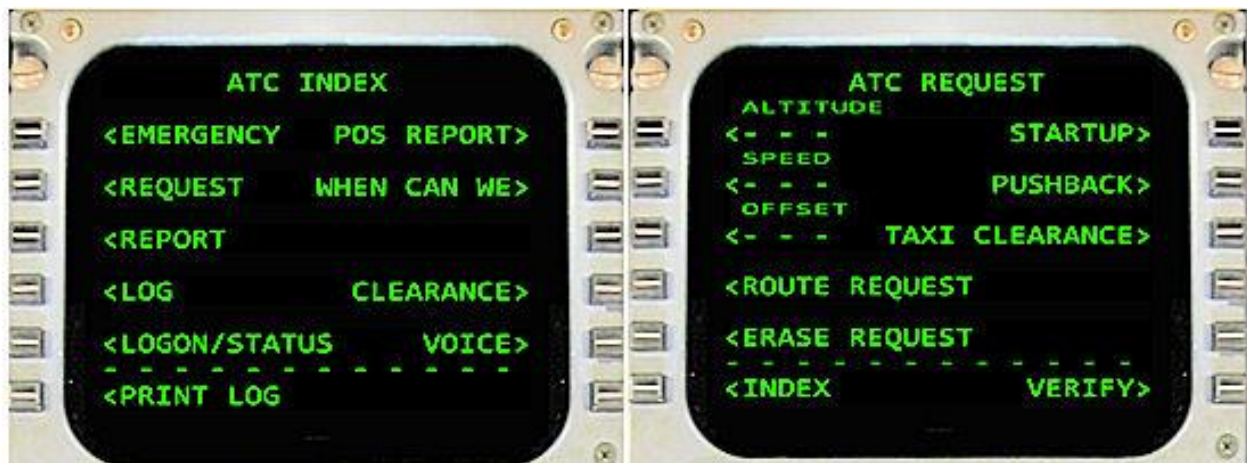 ATC INDEX
<EMERGENCY POS REPORT>
<REQUEST WHEN CAN WE>
<REPORT
<LOG CLEARANCE>
<LOGON/STATUS VOICE>
- - - - - - - - - - - -
<PRINT LOG
ATC REQUEST
ALTITUDE
<- - - STARTUP>
SPEED
<- - - PUSHBACK>
OFFSET
<- - - TAXI CLEARANCE>
<ROUTE REQUEST
<ERASE REQUEST
- - - - - - - - - - - -
<INDEX VERIFY>